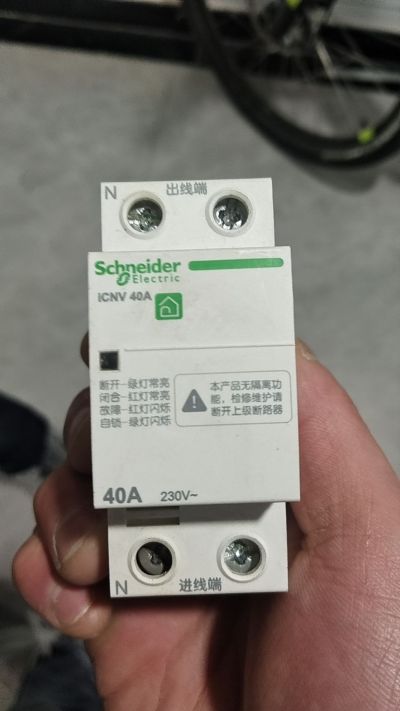 N 出线端
Schneider
Electric
iCNV 40A
断开-绿灯常亮
闭合-红灯常亮
故障-红灯闪烁
自锁-绿灯闪烁
本产品无隔离功
能，检修维护请
断开上级断路器
40A 230V~
N 进线端